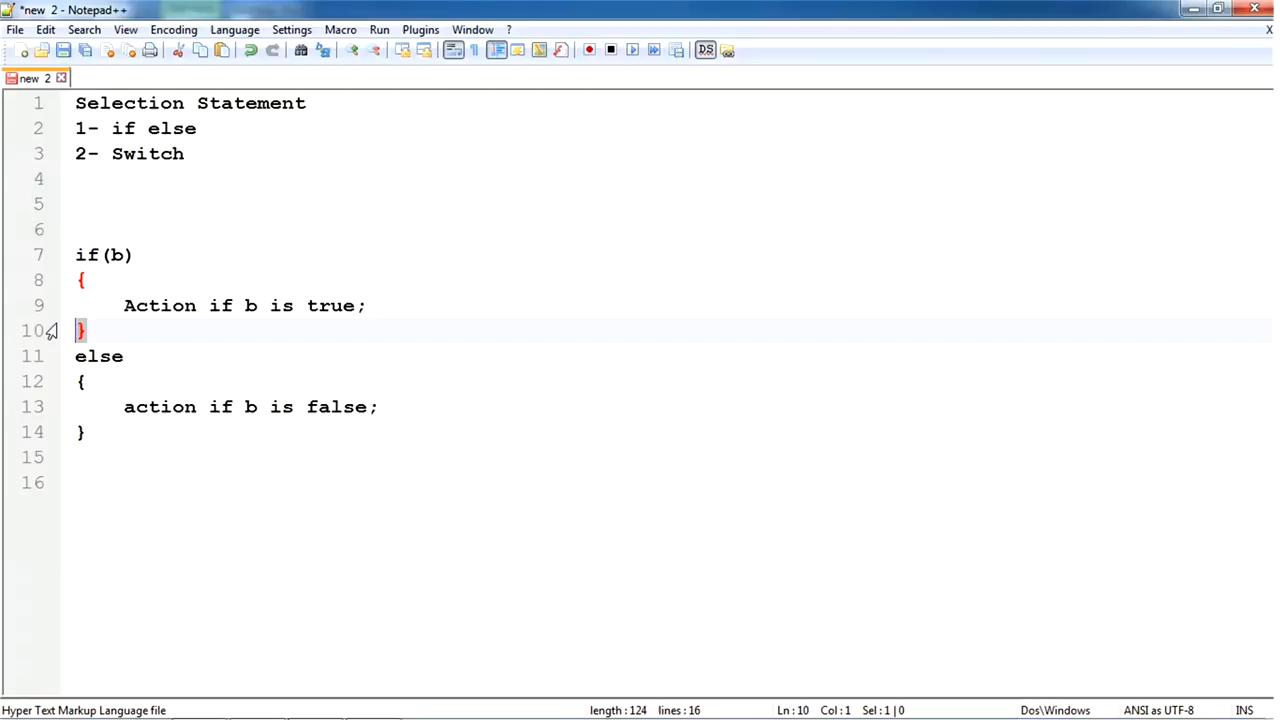 *new 2 - Notepad++
File Edit Search View Encoding Language Settings Macro Run Plugins Window ? X
new 2
1 Selection Statement
2 1- if else
3 2- Switch
4
5
6
7 if(b)
8 {
9 Action if b is true;
10 }
11 else
12 {
13 action if b is false;
14 }
15
16
Hyper Text Markup Language file length : 124 lines : 16 Ln : 10 Col : 1 Sel : 1 | 0 Dos\Windows ANSI as UTF-8 INS